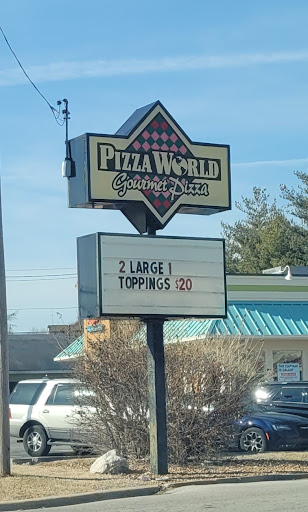 PIZZA WORLD
Gourmet Pizza
2 LARGE 1
TOPPINGS $20